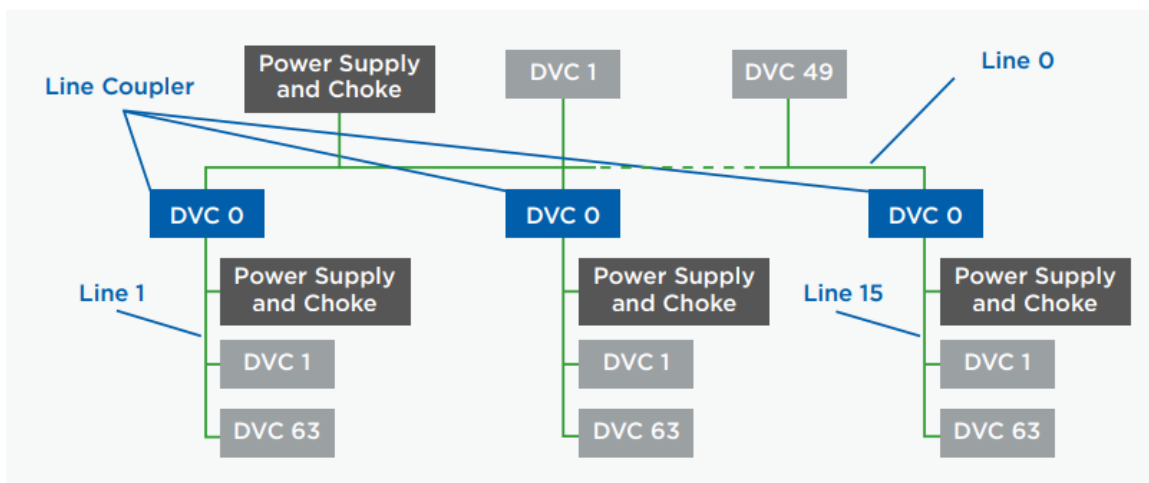 Power Supply
and Choke
DVC 1
DVC 49
Line 0
Line Coupler
DVC 0
DVC 0
DVC 0
Line 1
Power Supply
and Choke
DVC 1
DVC 63
Power Supply
and Choke
DVC 1
DVC 63
Line 15
Power Supply
and Choke
DVC 1
DVC 63